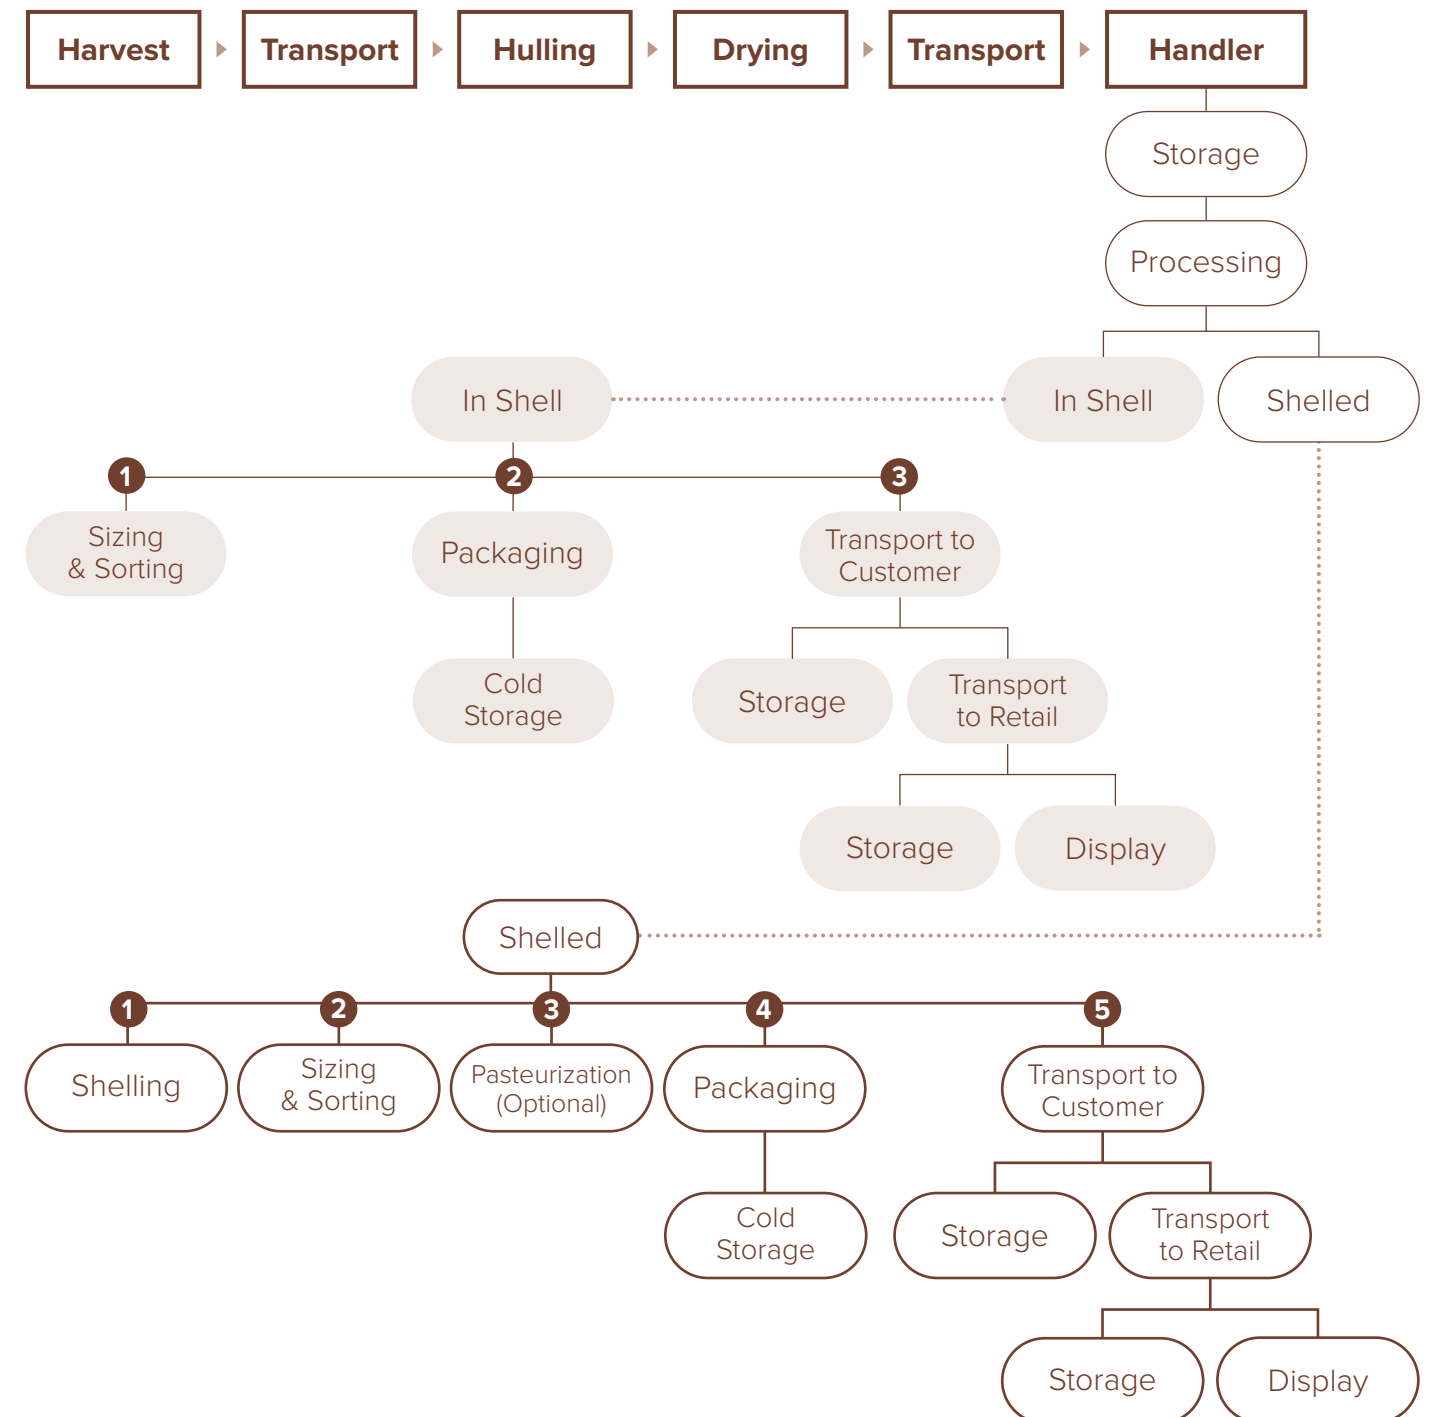 Harvest
Transport
Hulling
Drying
Transport
Handler
Storage
Processing
In Shell
In Shell
Shelled
1
2
3
Sizing
& Sorting
Packaging
Transport to
Customer
Cold
Storage
Storage
Transport
to Retail
Storage
Display
Shelled
1
2
3
4
5
Shelling
Sizing
& Sorting
Pasteurization
(Optional)
Packaging
Transport to
Customer
Cold
Storage
Storage
Transport
to Retail
Storage
Display